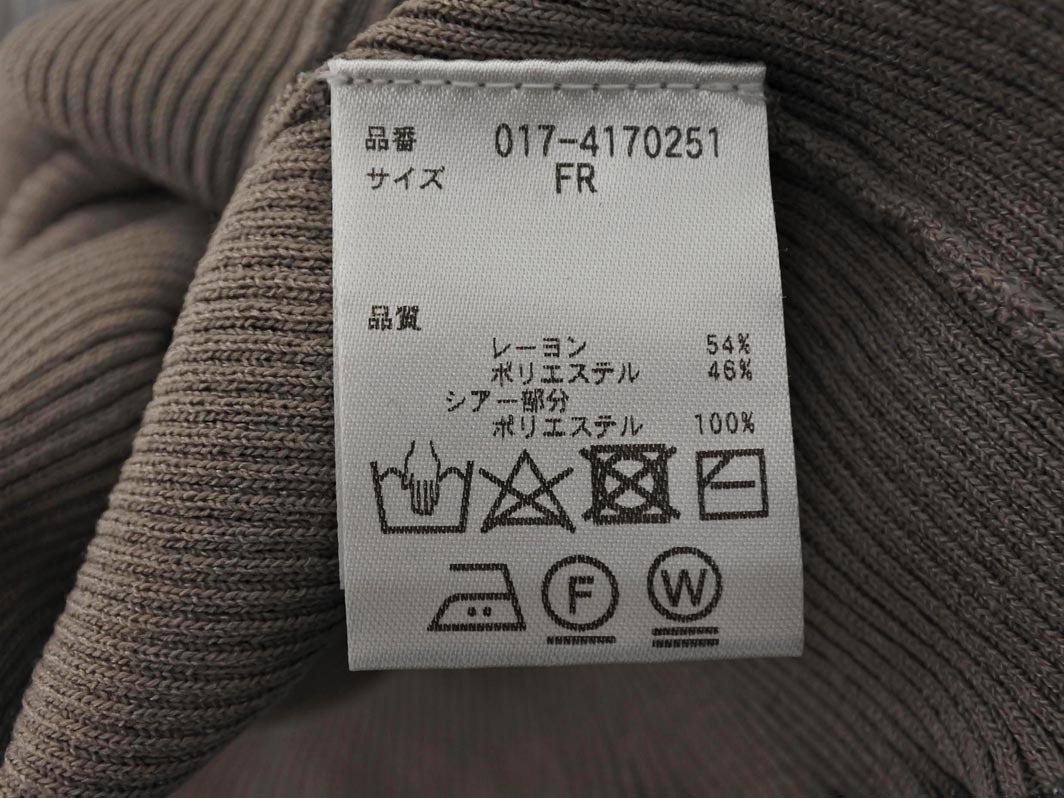 品番 017-4170251
サイズ FR
品質
レーヨン 54%
ポリエステル 46%
シアー部分
ポリエステル 100%
F W